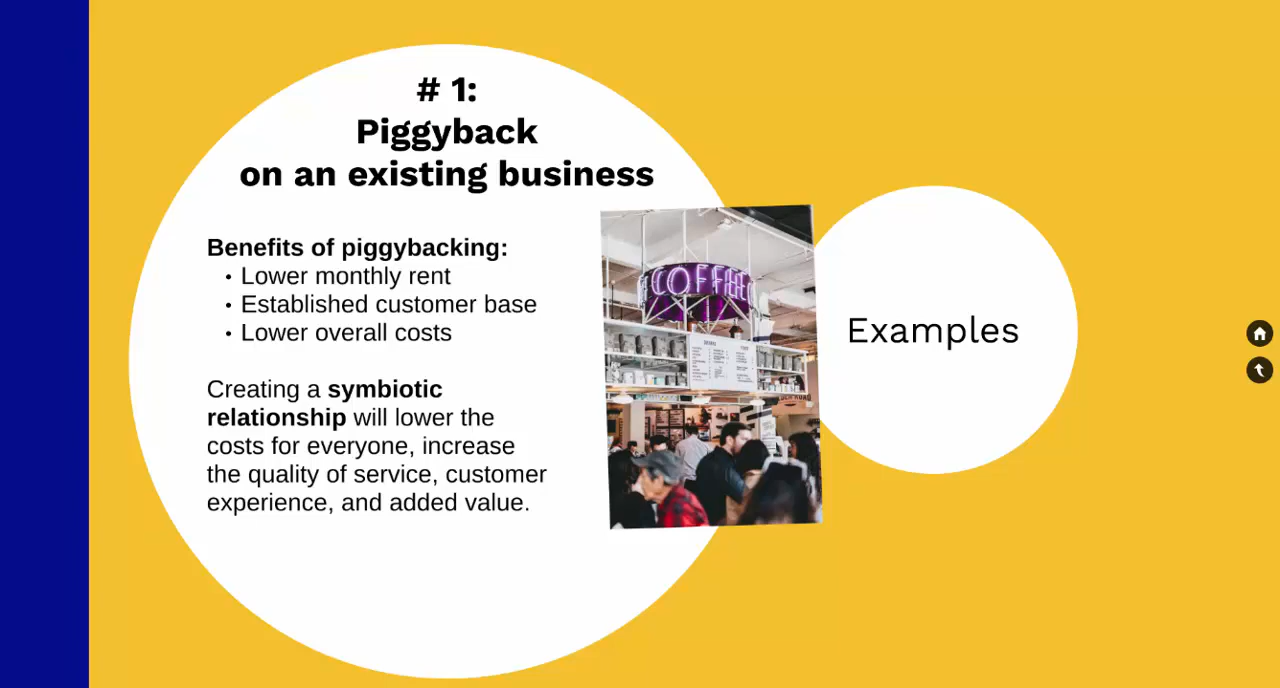 # 1:
Piggyback
on an existing business
Benefits of piggybacking:
• Lower monthly rent
• Established customer base
• Lower overall costs
Creating a symbiotic
relationship will lower the
costs for everyone, increase
the quality of service, customer
experience, and added value.
COFFEE
Examples